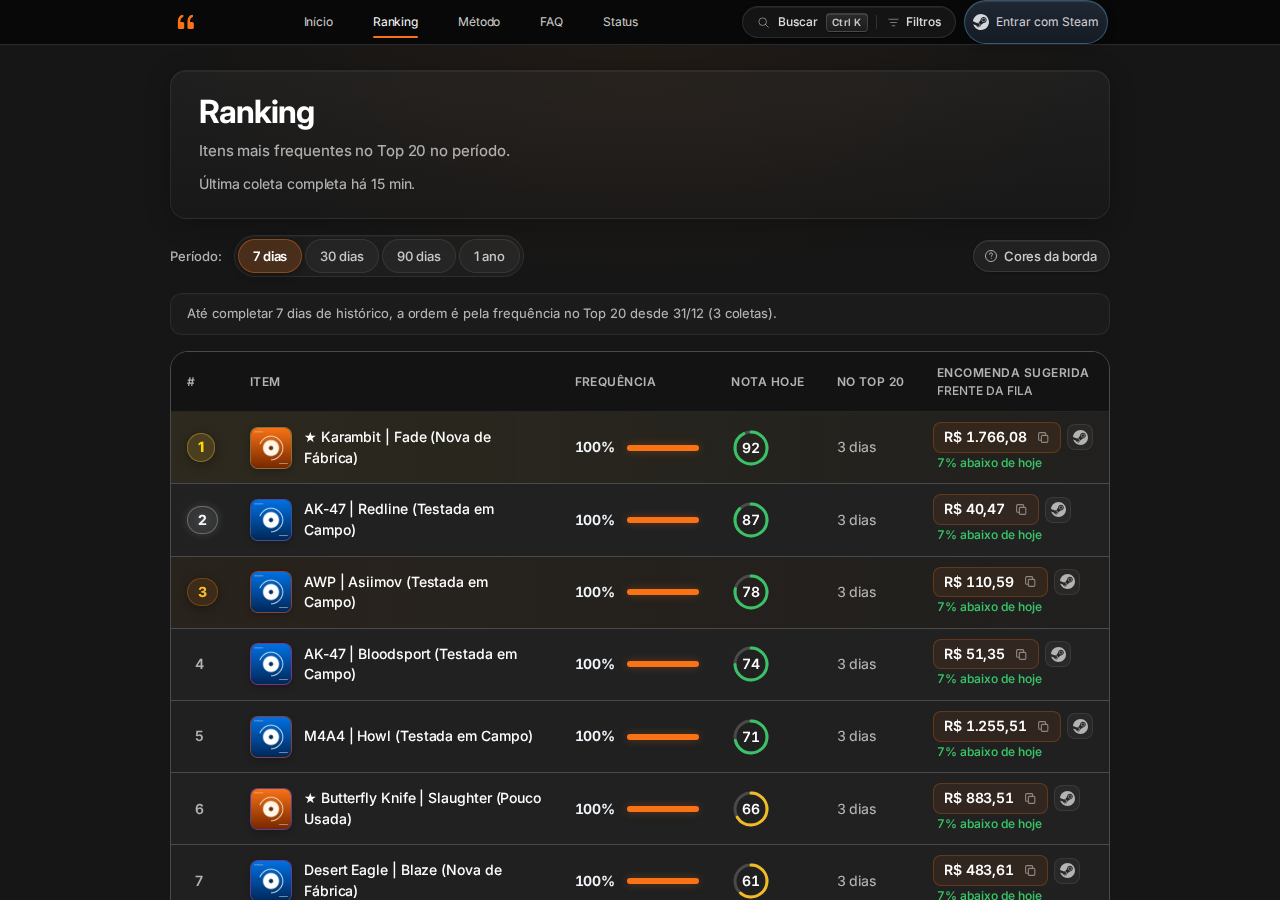 Início
Ranking
Método
FAQ
Status
Buscar Ctrl K
Filtros
Entrar com Steam
Ranking
Itens mais frequentes no Top 20 no período.
Última coleta completa há 15 min.
Período: 7 dias 30 dias 90 dias 1 ano
Cores da borda
Até completar 7 dias de histórico, a ordem é pela frequência no Top 20 desde 31/12 (3 coletas).
# ITEM FREQUÊNCIA NOTA HOJE NO TOP 20 ENCOMENDA SUGERIDA
FRENTE DA FILA
1 ★ Karambit | Fade (Nova de
Fábrica)
100% 92 3 dias R$ 1.766,08
7% abaixo de hoje
2 AK-47 | Redline (Testada em
Campo)
100% 87 3 dias R$ 40,47
7% abaixo de hoje
3 AWP | Asiimov (Testada em
Campo)
100% 78 3 dias R$ 110,59
7% abaixo de hoje
4 AK-47 | Bloodsport (Testada em
Campo)
100% 74 3 dias R$ 51,35
7% abaixo de hoje
5 M4A4 | Howl (Testada em Campo)
100% 71 3 dias R$ 1.255,51
7% abaixo de hoje
6 ★ Butterfly Knife | Slaughter (Pouco
Usada)
100% 66 3 dias R$ 883,51
7% abaixo de hoje
7 Desert Eagle | Blaze (Nova de
Fábrica)
100% 61 3 dias R$ 483,61
7% abaixo de hoje